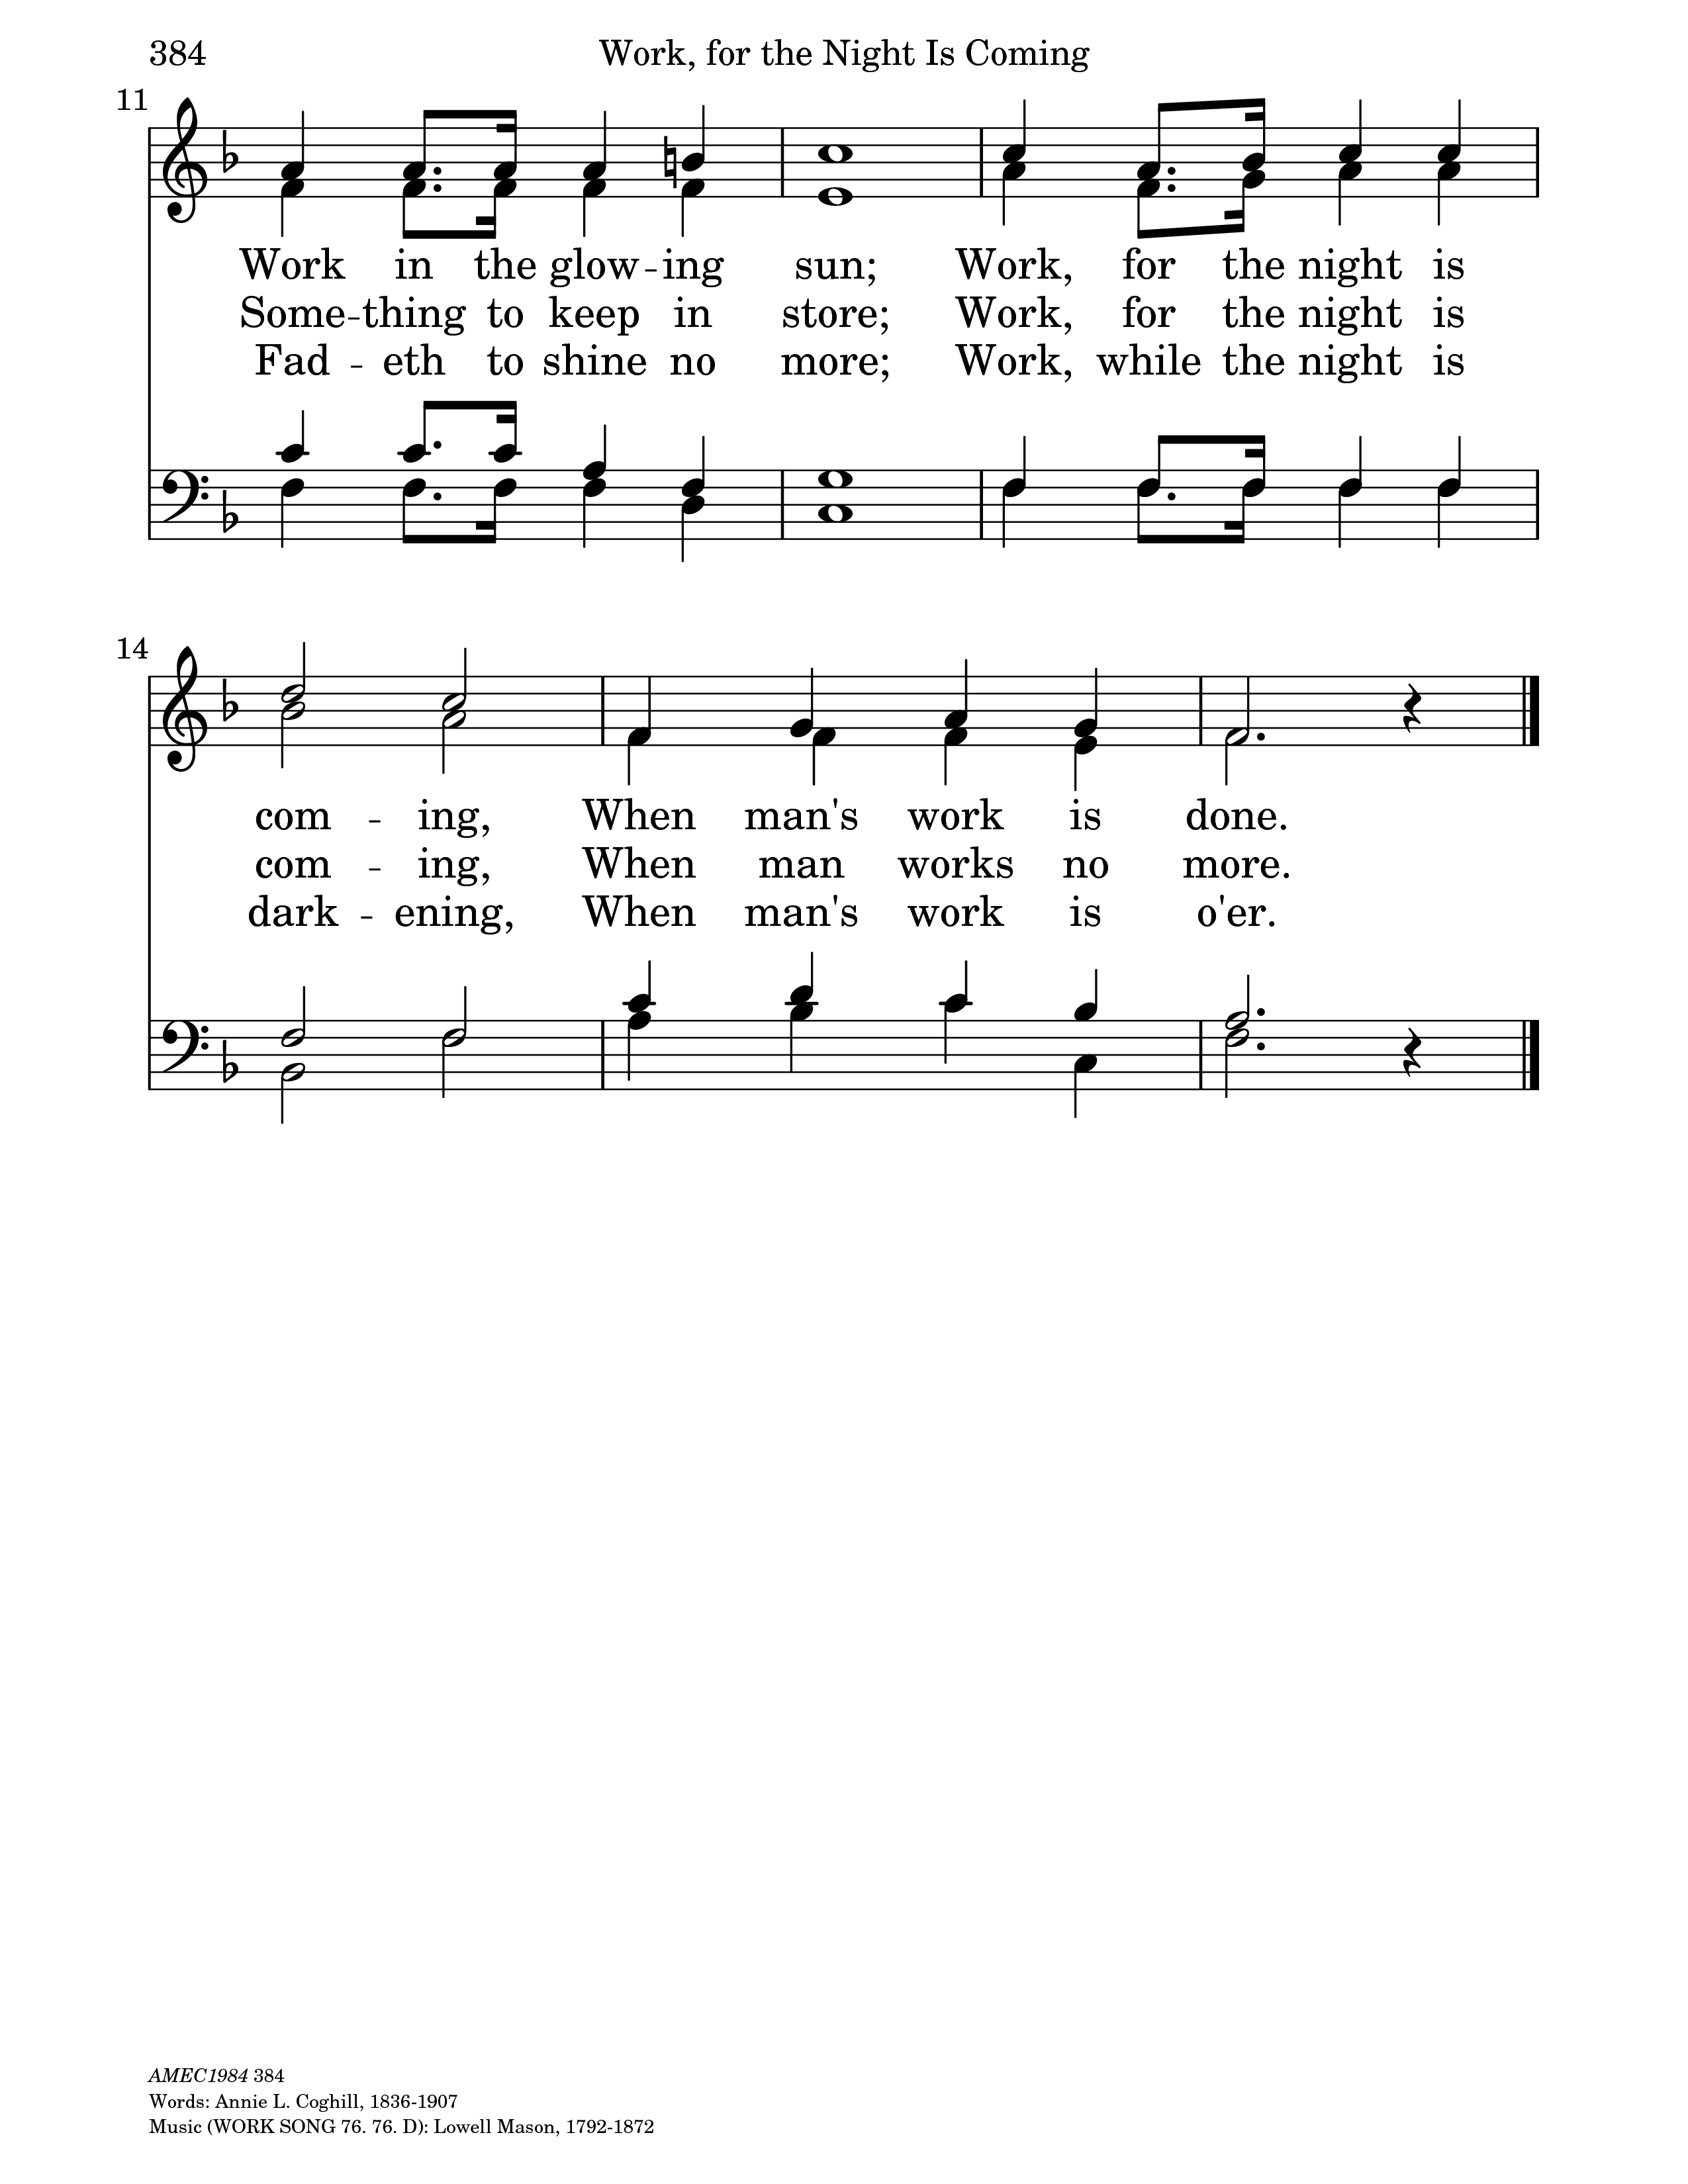 384 Work, for the Night Is Coming
11
Work in the glow -- ing sun; Work, for the night is
Some -- thing to keep in store; Work, for the night is
Fad -- eth to shine no more; Work, while the night is
14
com -- ing, When man's work is done.
com -- ing, When man works no more.
dark -- ening, When man's work is o'er.
AMEC1984 384
Words: Annie L. Coghill, 1836-1907
Music (WORK SONG 76. 76. D): Lowell Mason, 1792-1872